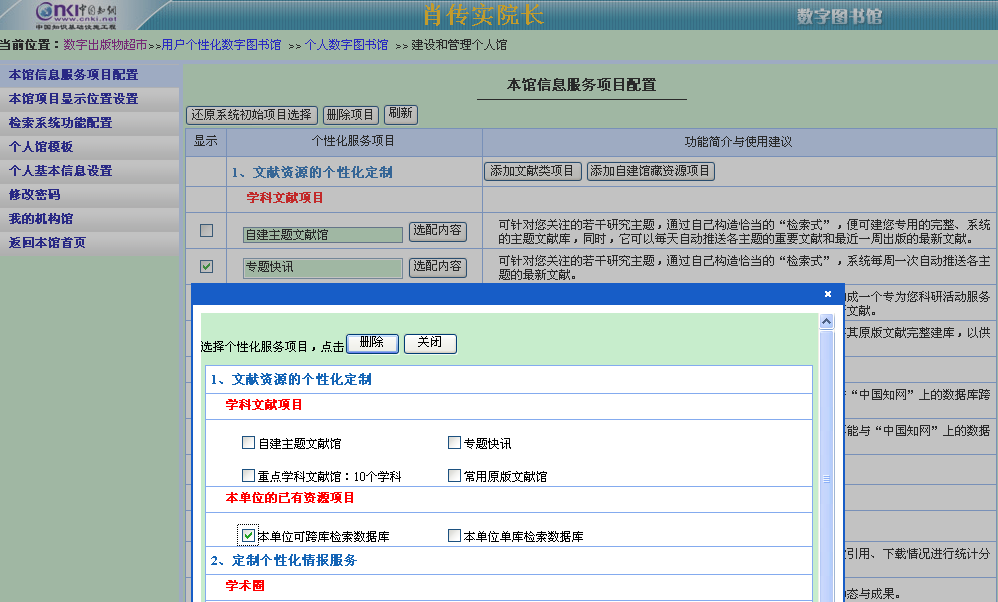 cnki 中国知网
www.cnki.net
中国知识基础设施工程
肖传实院长
数字图书馆
当前位置：数字出版物超市>>用户个性化数字图书馆 >> 个人数字图书馆 >> 建设和管理个人馆
本馆信息服务项目配置
本馆项目显示位置设置
检索系统功能配置
个人馆模板
个人基本信息设置
修改密码
我的机构馆
返回本馆首页
本馆信息服务项目配置
还原系统初始项目选择 删除项目 刷新
显示 个性化服务项目 功能简介与使用建议
1、文献资源的个性化定制 添加文献类项目 添加自建馆藏资源项目
学科文献项目
自建主题文献馆 选配内容
可针对您关注的若干研究主题，通过自己构造恰当的“检索式”，便可建您专用的完整、系统
的主题文献库，同时，它可以每天自动推送各主题的重要文献和最近一周出版的最新文献。
专题快讯 选配内容
可针对您关注的若干研究主题，通过自己构造恰当的“检索式”，系统每周一次自动推送各主
题的最新文献。
成一个专为您科研活动服务
文献。
其原版文献完整建库，以供
“中国知网”上的数据库跨
能与“中国知网”上的数据
引用、下载情况进行统计分
态与成果。
×
选择个性化服务项目，点击 删除 关闭
1、文献资源的个性化定制
学科文献项目
自建主题文献馆 专题快讯
重点学科文献馆：10个学科 常用原版文献馆
本单位的已有资源项目
本单位可跨库检索数据库 本单位单库检索数据库
2、定制个性化情报服务
学术圈